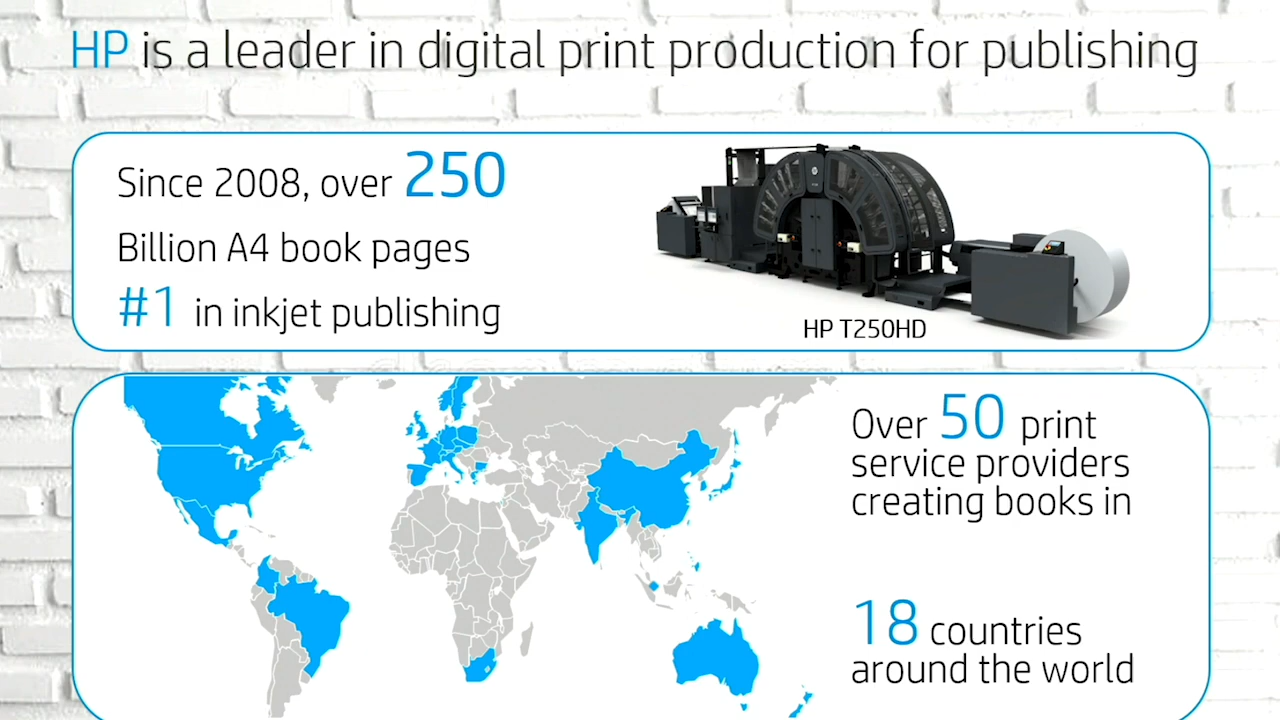 HP is a leader in digital print production for publishing
Since 2008, over 250
Billion A4 book pages
#1 in inkjet publishing
HP T250HD
Over 50 print
service providers
creating books in
18 countries
around the world